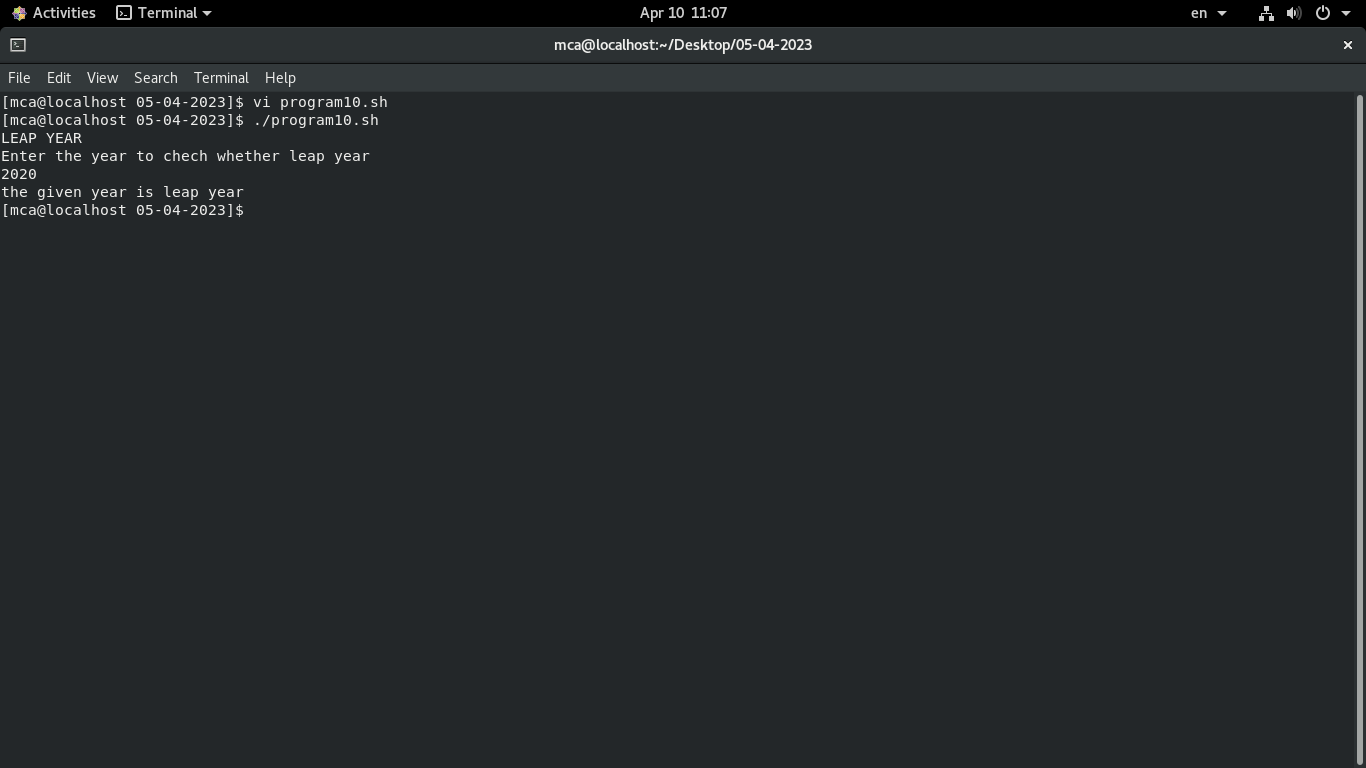 Activities Terminal Apr 10 11:07 en
mca@localhost:~/Desktop/05-04-2023 ×
File Edit View Search Terminal Help
[mca@localhost 05-04-2023]$ vi program10.sh
[mca@localhost 05-04-2023]$ ./program10.sh
LEAP YEAR
Enter the year to chech whether leap year
2020
the given year is leap year
[mca@localhost 05-04-2023]$